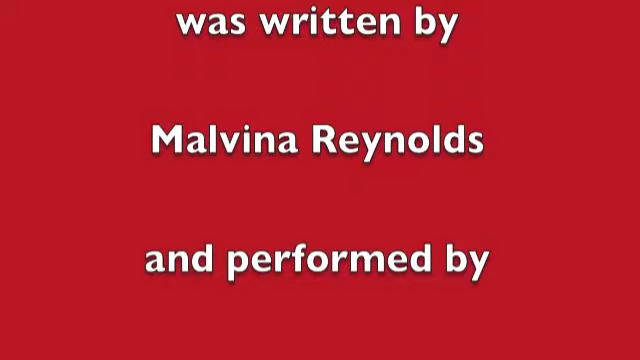 was written by
Malvina Reynolds
and performed by